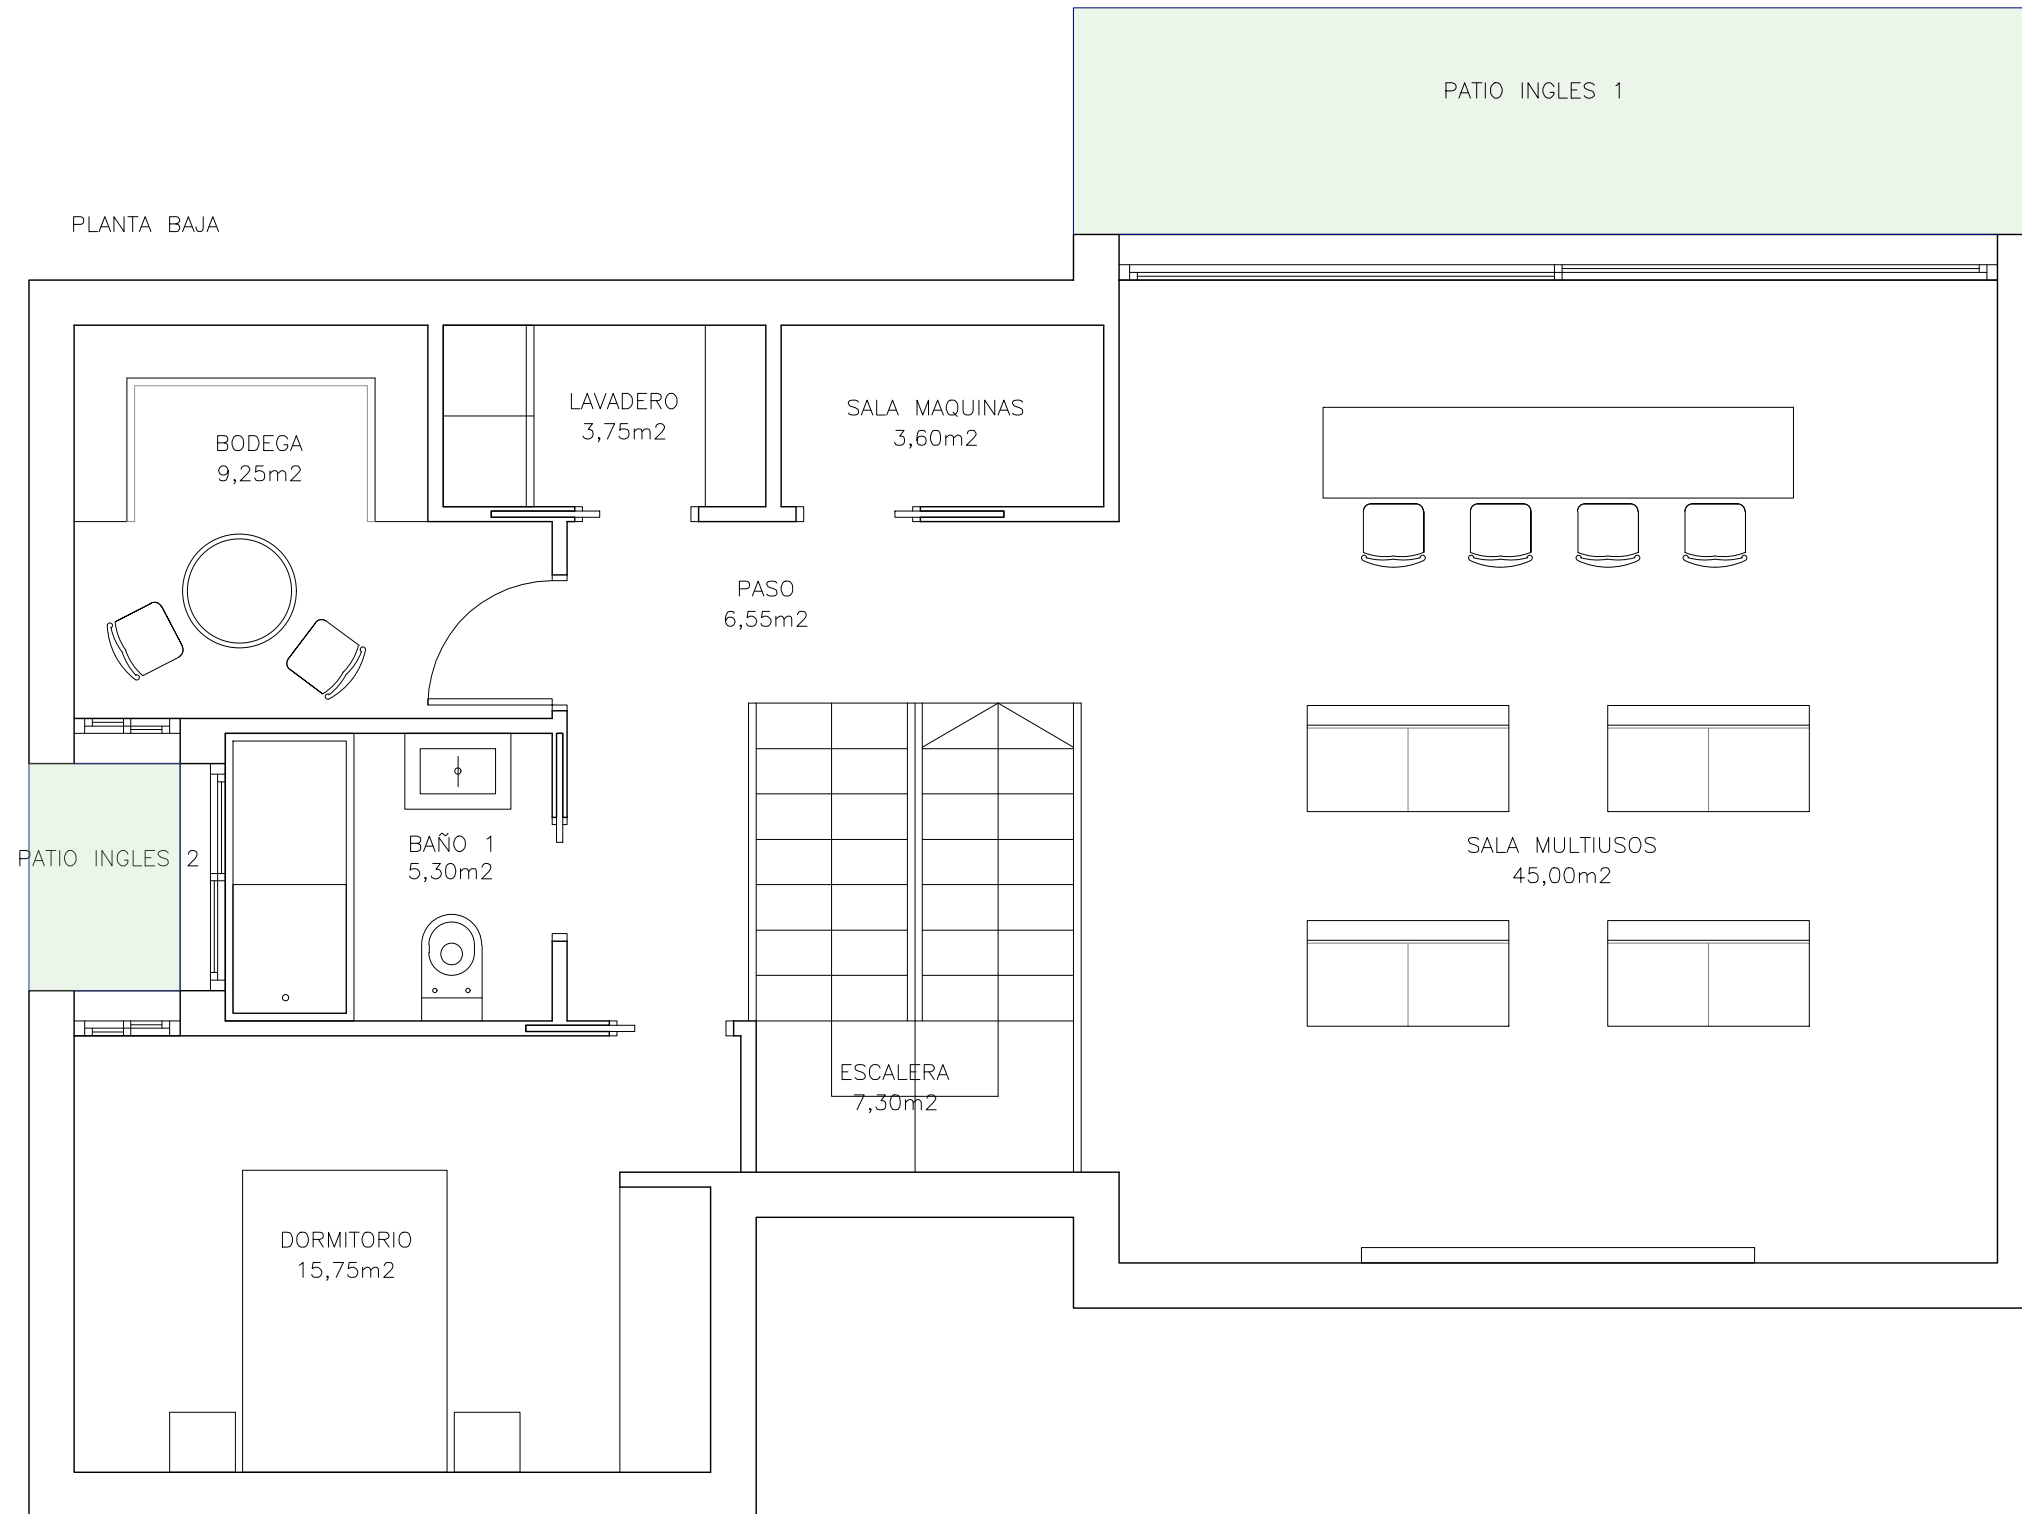 PATIO INGLES 1
PLANTA BAJA
LAVADERO
3,75m2
SALA MAQUINAS
3,60m2
BODEGA
9,25m2
PASO
6,55m2
BAÑO 1
5,30m2
PATIO INGLES 2
SALA MULTIUSOS
45,00m2
ESCALERA
7,30m2
DORMITORIO
15,75m2